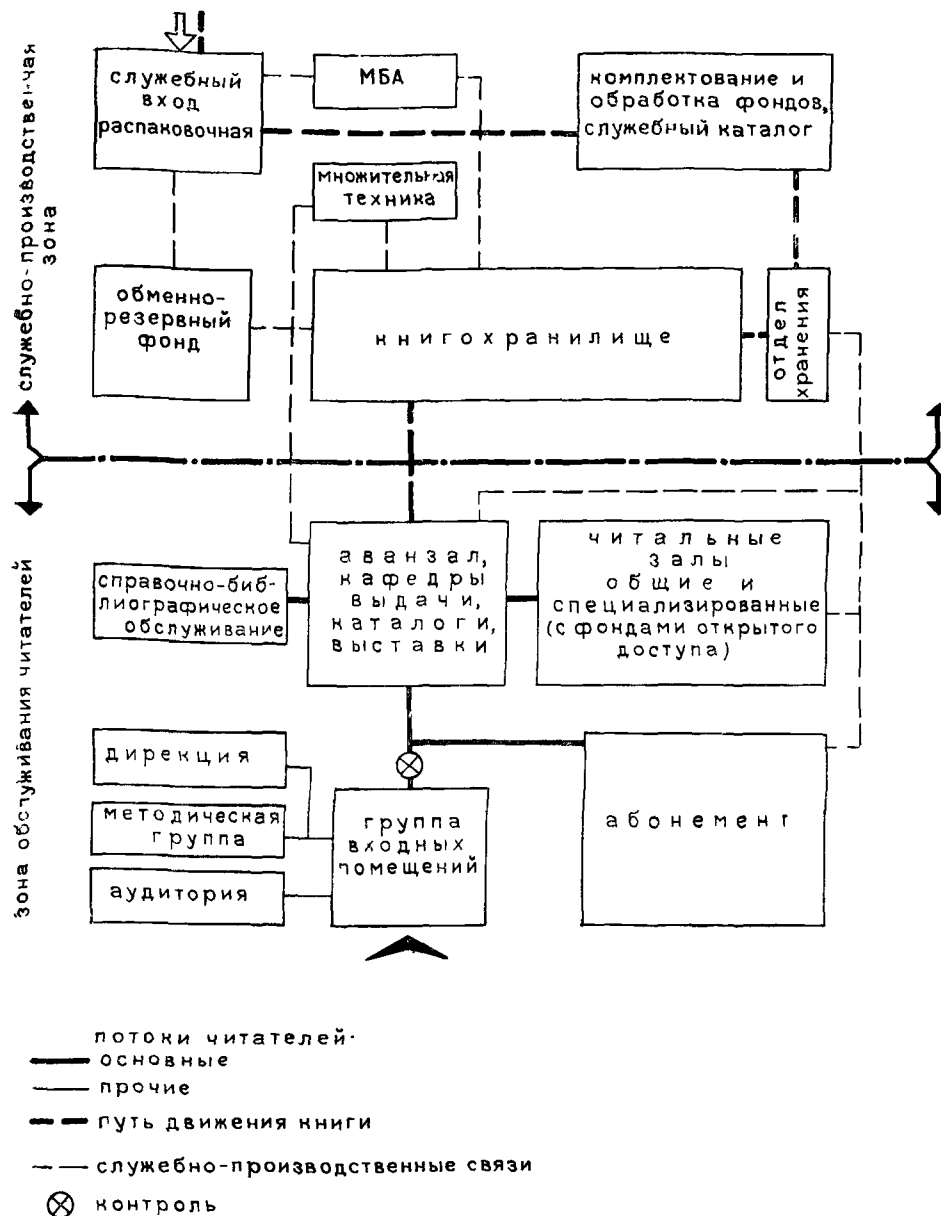 служебно-производствен-чая
зона
служебный
вход
распаковочная
МБА
комплектование и
обработка фондов,
служебный каталог
множительная
техника
обменно-
резервный
фонд
книгохранилище
отдел
хранения
зона обслуживания читателей
справочно-биб-
лиографическое
обслуживание
аванзал,
кафедры
выдачи,
каталоги,
выставки
читальные
залы
общие и
специализированные
(с фондами открытого
доступа)
дирекция
методическая
группа
аудитория
группа
входных
помещений
абонемент
потоки читателей-
основные
прочие
путь движения книги
служебно-производственные связи
контроль